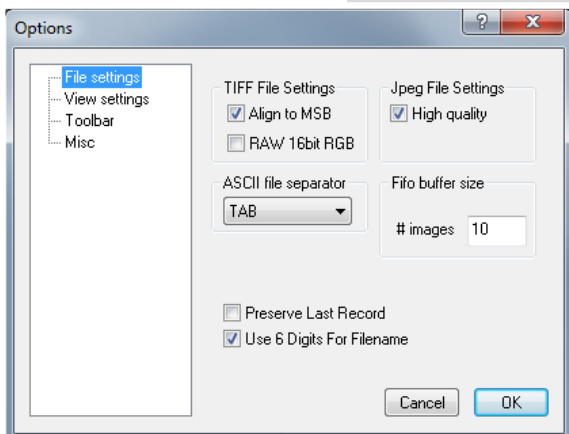 Options
?
X
File settings
View settings
Toolbar
Misc
TIFF File Settings
Align to MSB
RAW 16bit RGB
Jpeg File Settings
High quality
ASCII file separator
TAB
Fifo buffer size
# images 10
Preserve Last Record
Use 6 Digits For Filename
Cancel OK